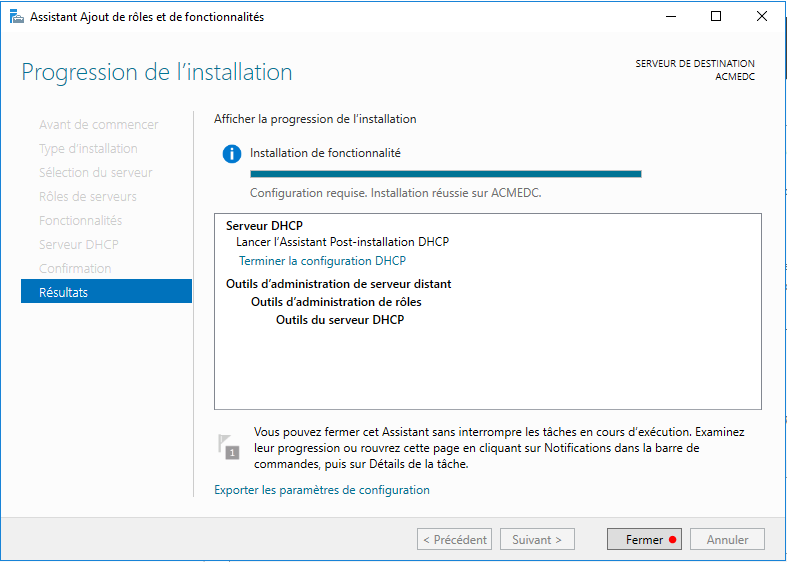 Assistant Ajout de rôles et de fonctionnalités
Progression de l’installation
SERVEUR DE DESTINATION
ACMEDC
Avant de commencer
Type d'installation
Sélection du serveur
Rôles de serveurs
Fonctionnalités
Serveur DHCP
Confirmation
Résultats
Afficher la progression de l’installation
Installation de fonctionnalité
Configuration requise. Installation réussie sur ACMEDC.
Serveur DHCP
Lancer l’Assistant Post-installation DHCP
Terminer la configuration DHCP
Outils d’administration de serveur distant
Outils d’administration de rôles
Outils du serveur DHCP
1
Vous pouvez fermer cet Assistant sans interrompre les tâches en cours d’exécution. Examinez
leur progression ou rouvrez cette page en cliquant sur Notifications dans la barre de
commandes, puis sur Détails de la tâche.
Exporter les paramètres de configuration
< Précédent
Suivant >
Fermer
Annuler